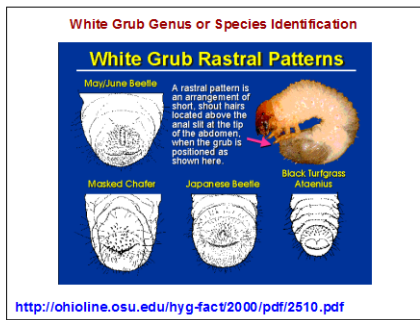 White Grub Genus or Species Identification
White Grub Rastral Patterns
May/June Beetle
A rastral pattern is
an arrangement of
short, shout hairs
located above the
anal slit at the tip
of the abdomen,
when the grub is
positioned as
shown here.
Black Turfgrass
Ataenius
Masked Chafer
Japanese Beetle
http://ohioline.osu.edu/hyg-fact/2000/pdf/2510.pdf